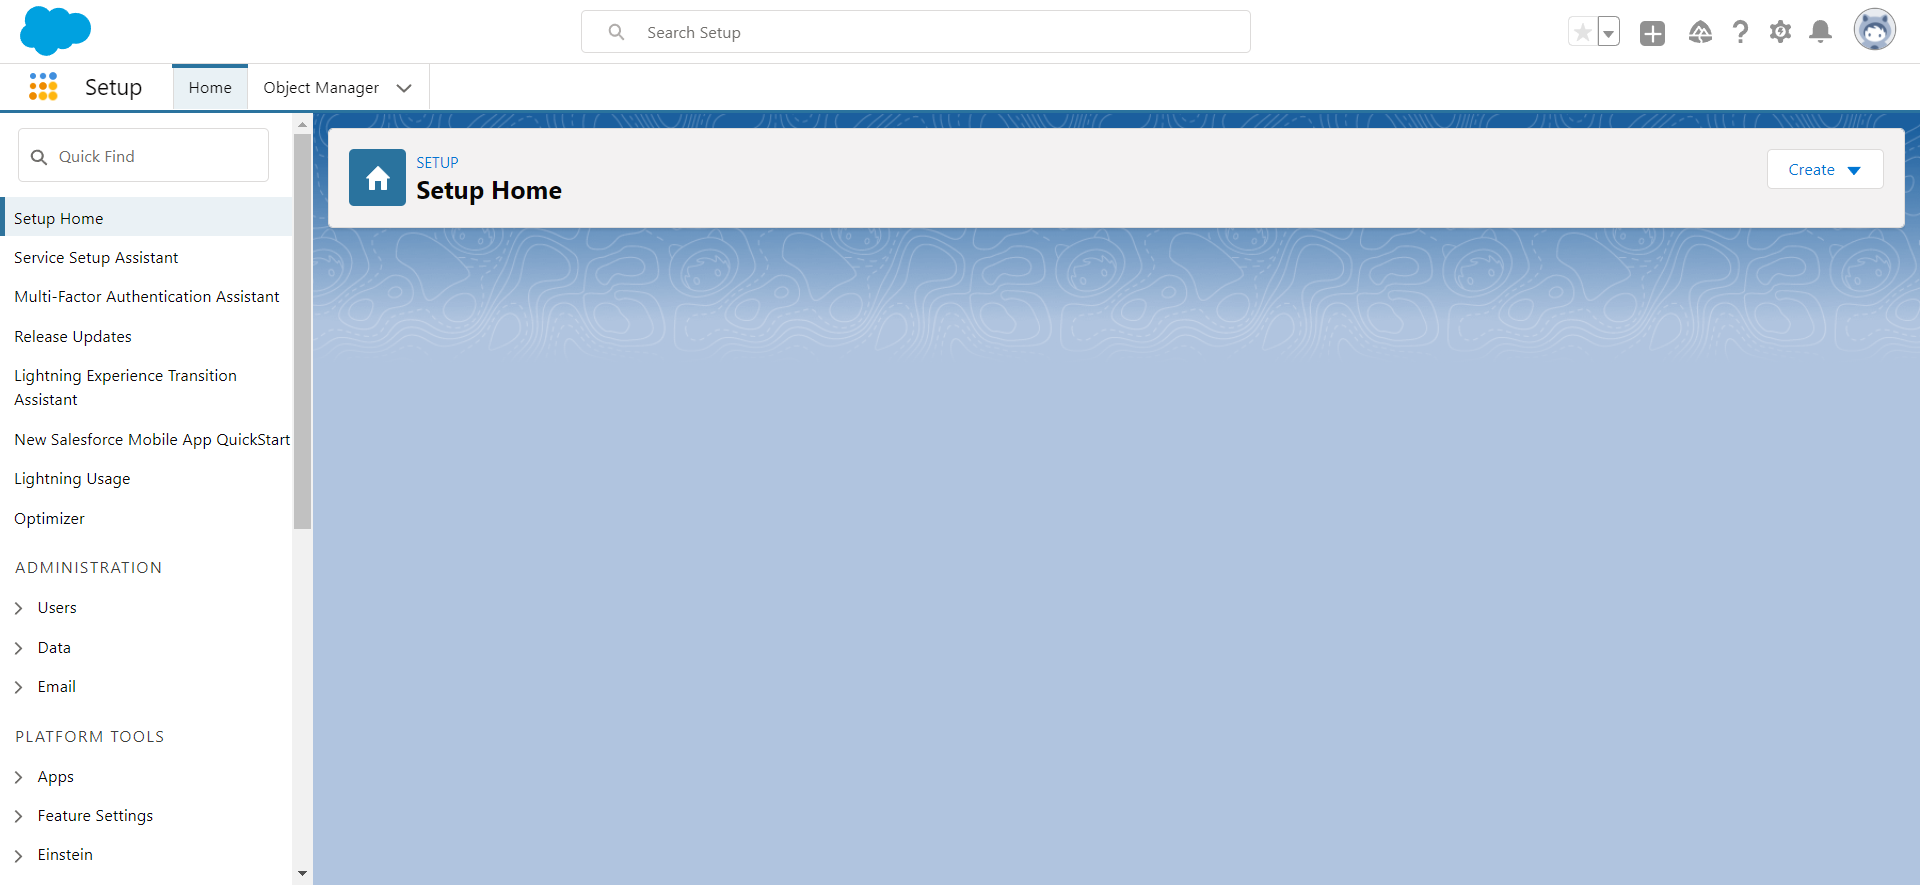 Search Setup
Setup
Home
Object Manager
Quick Find
Setup Home
Service Setup Assistant
Multi-Factor Authentication Assistant
Release Updates
Lightning Experience Transition
Assistant
New Salesforce Mobile App QuickStart
Lightning Usage
Optimizer
ADMINISTRATION
Users
Data
Email
PLATFORM TOOLS
Apps
Feature Settings
Einstein
SETUP
Setup Home
Create